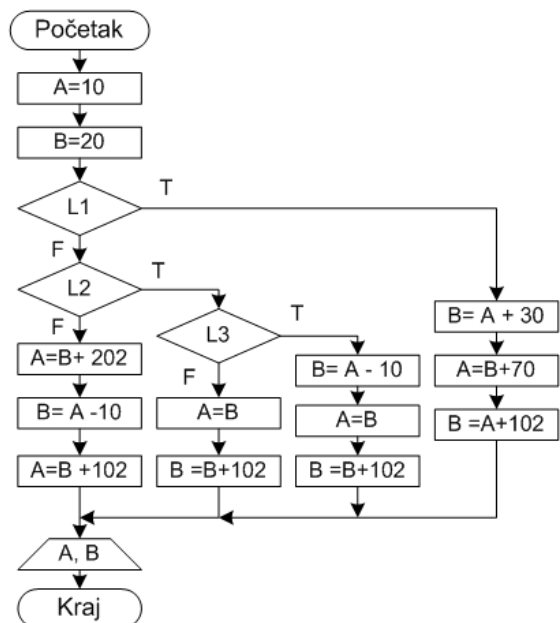 Početak
A=10
B=20
L1
T
F
L2
T
F
L3
T
F
A=B+ 202
B= A -10
A=B +102
A=B
B =B+102
B= A - 10
A=B
B =B+102
B= A + 30
A=B+70
B =A+102
A, B
Kraj